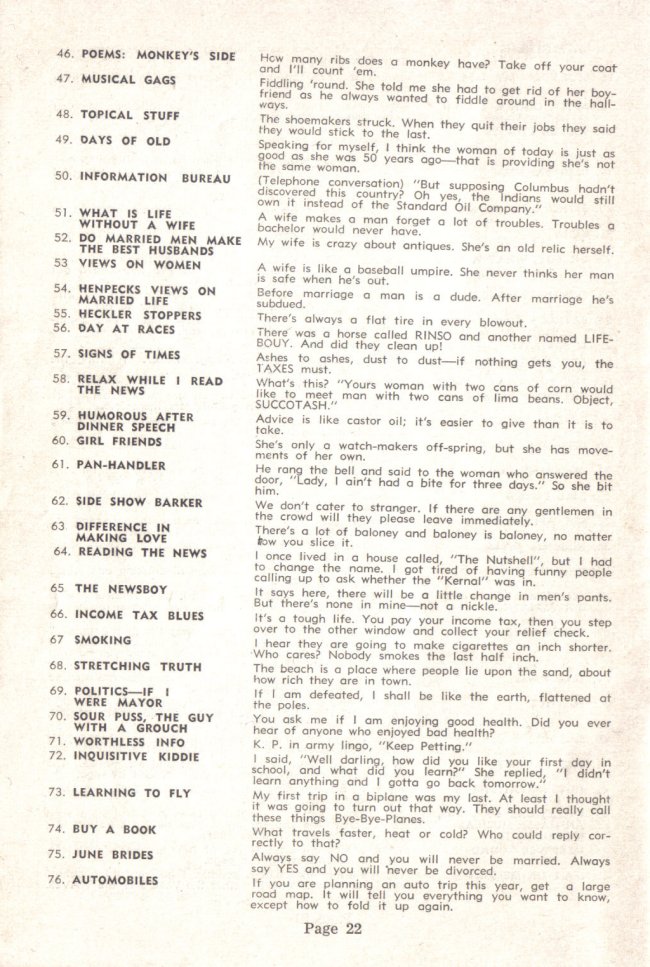 46. POEMS: MONKEY'S SIDE
How many ribs does a monkey have? Take off your coat
and I'll count 'em.
47. MUSICAL GAGS
Fiddling 'round. She told me she had to get rid of her boy-
friend as he always wanted to fiddle around in the hall-
ways.
48. TOPICAL STUFF
The shoemakers struck. When they quit their jobs they said
they would stick to the last.
49. DAYS OF OLD
Speaking for myself, I think the woman of today is just as
good as she was 50 years ago—that is providing she's not
the same woman.
50. INFORMATION BUREAU
(Telephone conversation) "But supposing Columbus hadn't
discovered this country? Oh yes, the Indians would still
own it instead of the Standard Oil Company."
51. WHAT IS LIFE
WITHOUT A WIFE
A wife makes a man forget a lot of troubles. Troubles a
bachelor would never have.
52. DO MARRIED MEN MAKE
THE BEST HUSBANDS
My wife is crazy about antiques. She's an old relic herself.
53 VIEWS ON WOMEN
A wife is like a baseball umpire. She never thinks her man
is safe when he's out.
54. HENPECKS VIEWS ON
MARRIED LIFE
Before marriage a man is a dude. After marriage he's
subdued.
55. HECKLER STOPPERS
There's always a flat tire in every blowout.
56. DAY AT RACES
There was a horse called RINSO and another named LIFE-
BOUY. And did they clean up!
57. SIGNS OF TIMES
Ashes to ashes, dust to dust—if nothing gets you, the
TAXES must.
58. RELAX WHILE I READ
THE NEWS
What's this? "Yours woman with two cans of corn would
like to meet man with two cans of lima beans. Object,
SUCCOTASH."
59. HUMOROUS AFTER
DINNER SPEECH
Advice is like castor oil; it's easier to give than it is to
take.
60. GIRL FRIENDS
She's only a watch-makers off-spring, but she has move-
ments of her own.
61. PAN-HANDLER
He rang the bell and said to the woman who answered the
door, "Lady, I ain't had a bite for three days." So she bit
him.
62. SIDE SHOW BARKER
We don't cater to stranger. If there are any gentlemen in
the crowd will they please leave immediately.
63 DIFFERENCE IN
MAKING LOVE
There's a lot of baloney and baloney is baloney, no matter
how you slice it.
64. READING THE NEWS
I once lived in a house called, "The Nutshell", but I had
to change the name. I got tired of having funny people
calling up to ask whether the "Kernal" was in.
65 THE NEWSBOY
It says here, there will be a little change in men's pants.
But there's none in mine—not a nickle.
66. INCOME TAX BLUES
It's a tough life. You pay your income tax, then you step
over to the other window and collect your relief check.
67 SMOKING
I hear they are going to make cigarettes an inch shorter.
Who cares? Nobody smokes the last half inch.
68. STRETCHING TRUTH
The beach is a place where people lie upon the sand, about
how rich they are in town.
69. POLITICS—IF I
WERE MAYOR
If I am defeated, I shall be like the earth, flattened at
the poles.
70. SOUR PUSS, THE GUY
WITH A GROUCH
You ask me if I am enjoying good health. Did you ever
hear of anyone who enjoyed bad health?
71. WORTHLESS INFO
K. P. in army lingo, "Keep Petting."
72. INQUISITIVE KIDDIE
I said, "Well darling, how did you like your first day in
school, and what did you learn?" She replied, "I didn't
learn anything and I gotta go back tomorrow."
73. LEARNING TO FLY
My first trip in a biplane was my last. At least I thought
it was going to turn out that way. They should really call
these things Bye-Bye-Planes.
74. BUY A BOOK
What travels faster, heat or cold? Who could reply cor-
rectly to that?
75. JUNE BRIDES
Always say NO and you will never be married. Always
say YES and you will never be divorced.
76. AUTOMOBILES
If you are planning an auto trip this year, get a large
road map. It will tell you everything you want to know,
except how to fold it up again.
Page 22